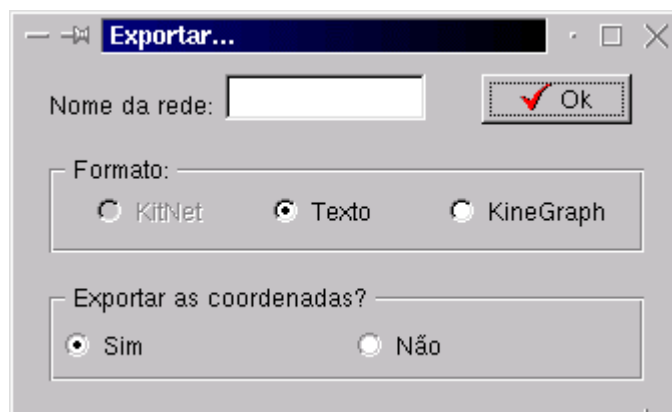 Exportar...
Nome da rede: Ok
Formato:
KitNet Texto KineGraph
Exportar as coordenadas?
Sim Não